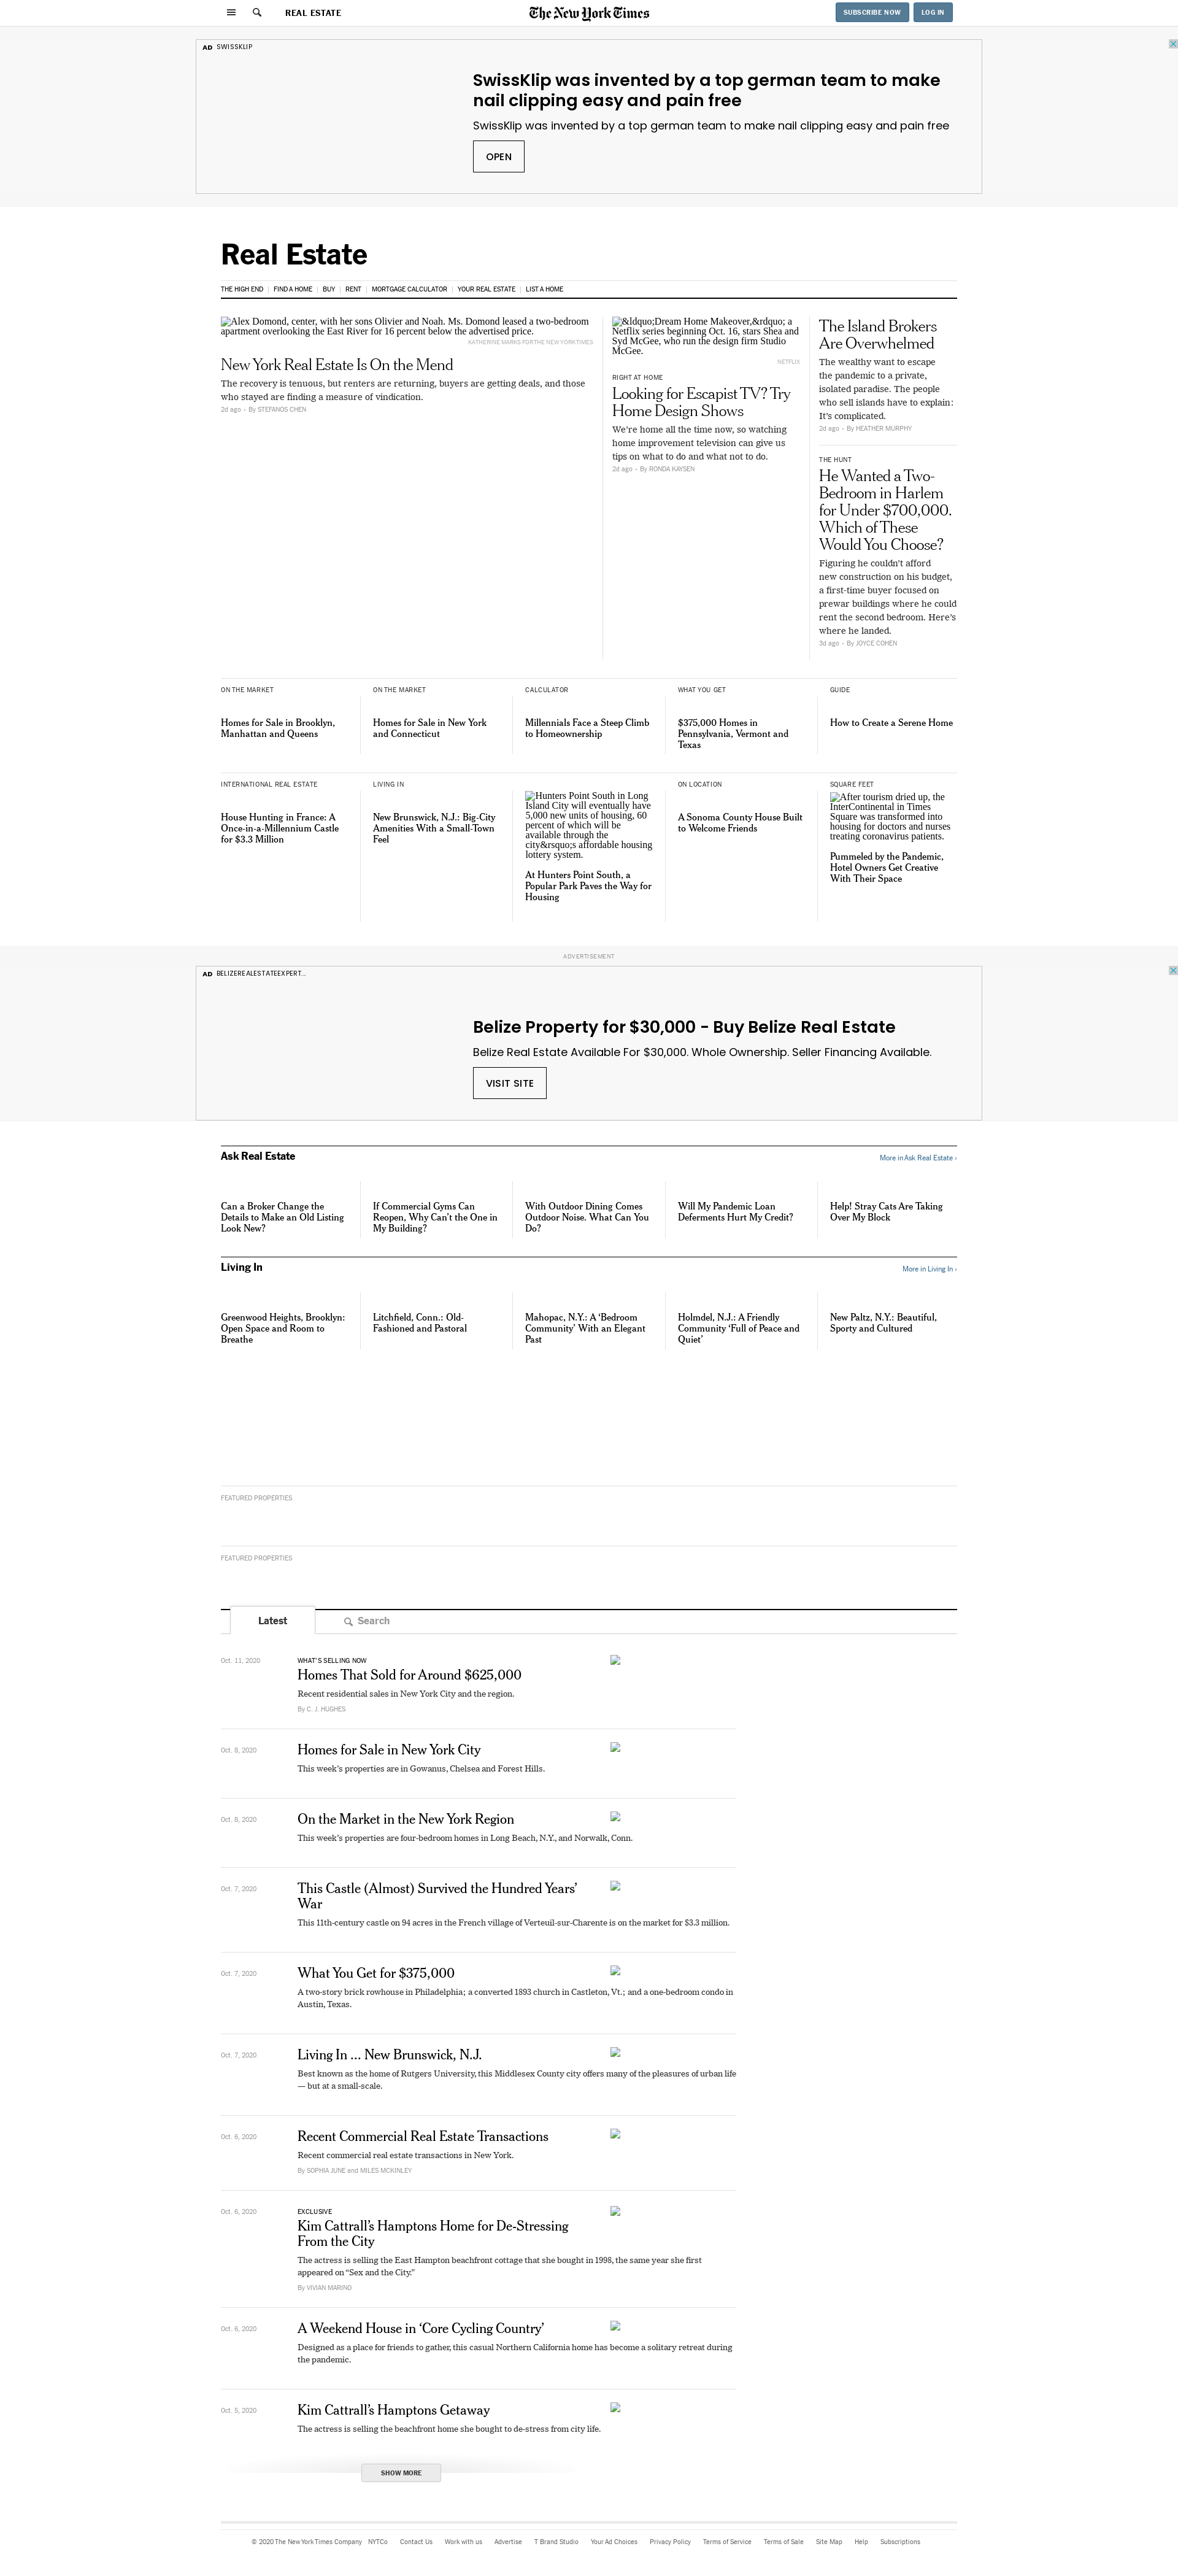 REAL ESTATE
The New York Times
SUBSCRIBE NOW
LOG IN
AD SWISSKLIP
SwissKlip was invented by a top german team to make
nail clipping easy and pain free
SwissKlip was invented by a top german team to make nail clipping easy and pain free
OPEN
Real Estate
THE HIGH END | FIND A HOME | BUY | RENT | MORTGAGE CALCULATOR | YOUR REAL ESTATE | LIST A HOME
Alex Domond, center, with her sons Olivier and Noah. Ms. Domond leased a two-bedroom
apartment overlooking the East River for 16 percent below the advertised price.
KATHERINE MARKS FOR THE NEW YORK TIMES
New York Real Estate Is On the Mend
The recovery is tenuous, but renters are returning, buyers are getting deals, and those
who stayed are finding a measure of vindication.
2d ago - By STEFANOS CHEN
&ldquo;Dream Home Makeover,&rdquo; a
Netflix series beginning Oct. 16, stars Shea and
Syd McGee, who run the design firm Studio
McGee.
NETFLIX
RIGHT AT HOME
Looking for Escapist TV? Try
Home Design Shows
We're home all the time now, so watching
home improvement television can give us
tips on what to do and what not to do.
2d ago - By RONDA KAYSEN
The Island Brokers
Are Overwhelmed
The wealthy want to escape
the pandemic to a private,
isolated paradise. The people
who sell islands have to explain:
It's complicated.
2d ago - By HEATHER MURPHY
THE HUNT
He Wanted a Two-
Bedroom in Harlem
for Under $700,000.
Which of These
Would You Choose?
Figuring he couldn't afford
new construction on his budget,
a first-time buyer focused on
prewar buildings where he could
rent the second bedroom. Here's
where he landed.
3d ago - By JOYCE COHEN
ON THE MARKET
Homes for Sale in Brooklyn,
Manhattan and Queens
ON THE MARKET
Homes for Sale in New York
and Connecticut
CALCULATOR
Millennials Face a Steep Climb
to Homeownership
WHAT YOU GET
$375,000 Homes in
Pennsylvania, Vermont and
Texas
GUIDE
How to Create a Serene Home
INTERNATIONAL REAL ESTATE
House Hunting in France: A
Once-in-a-Millennium Castle
for $3.3 Million
LIVING IN
New Brunswick, N.J.: Big-City
Amenities With a Small-Town
Feel
Hunters Point South in Long
Island City will eventually have
5,000 new units of housing, 60
percent of which will be
available through the
city&rsquo;s affordable housing
lottery system.
At Hunters Point South, a
Popular Park Paves the Way for
Housing
ON LOCATION
A Sonoma County House Built
to Welcome Friends
SQUARE FEET
After tourism dried up, the
InterContinental in Times
Square was transformed into
housing for doctors and nurses
treating coronavirus patients.
Pummeled by the Pandemic,
Hotel Owners Get Creative
With Their Space
ADVERTISEMENT
AD BELIZEREALESTATEEXPERT...
Belize Property for $30,000 - Buy Belize Real Estate
Belize Real Estate Available For $30,000. Whole Ownership. Seller Financing Available.
VISIT SITE
Ask Real Estate
More in Ask Real Estate ›
Can a Broker Change the
Details to Make an Old Listing
Look New?
If Commercial Gyms Can
Reopen, Why Can't the One in
My Building?
With Outdoor Dining Comes
Outdoor Noise. What Can You
Do?
Will My Pandemic Loan
Deferments Hurt My Credit?
Help! Stray Cats Are Taking
Over My Block
Living In
More in Living In ›
Greenwood Heights, Brooklyn:
Open Space and Room to
Breathe
Litchfield, Conn.: Old-
Fashioned and Pastoral
Mahopac, N.Y.: A ‘Bedroom
Community’ With an Elegant
Past
Holmdel, N.J.: A Friendly
Community ‘Full of Peace and
Quiet’
New Paltz, N.Y.: Beautiful,
Sporty and Cultured
FEATURED PROPERTIES
FEATURED PROPERTIES
Latest
Search
Oct. 11, 2020
WHAT'S SELLING NOW
Homes That Sold for Around $625,000
Recent residential sales in New York City and the region.
By C. J. HUGHES
Oct. 8, 2020
Homes for Sale in New York City
This week's properties are in Gowanus, Chelsea and Forest Hills.
Oct. 8, 2020
On the Market in the New York Region
This week's properties are four-bedroom homes in Long Beach, N.Y., and Norwalk, Conn.
Oct. 7, 2020
This Castle (Almost) Survived the Hundred Years’
War
This 11th-century castle on 94 acres in the French village of Verteuil-sur-Charente is on the market for $3.3 million.
Oct. 7, 2020
What You Get for $375,000
A two-story brick rowhouse in Philadelphia; a converted 1893 church in Castleton, Vt.; and a one-bedroom condo in
Austin, Texas.
Oct. 7, 2020
Living In ... New Brunswick, N.J.
Best known as the home of Rutgers University, this Middlesex County city offers many of the pleasures of urban life
— but at a small-scale.
Oct. 6, 2020
Recent Commercial Real Estate Transactions
Recent commercial real estate transactions in New York.
By SOPHIA JUNE and MILES MCKINLEY
Oct. 6, 2020
EXCLUSIVE
Kim Cattrall’s Hamptons Home for De-Stressing
From the City
The actress is selling the East Hampton beachfront cottage that she bought in 1998, the same year she first
appeared on “Sex and the City.”
By VIVIAN MARINO
Oct. 6, 2020
A Weekend House in ‘Core Cycling Country’
Designed as a place for friends to gather, this casual Northern California home has become a solitary retreat during
the pandemic.
Oct. 5, 2020
Kim Cattrall’s Hamptons Getaway
The actress is selling the beachfront home she bought to de-stress from city life.
SHOW MORE
© 2020 The New York Times Company NYTCo Contact Us Work with us Advertise T Brand Studio Your Ad Choices Privacy Policy Terms of Service Terms of Sale Site Map Help Subscriptions